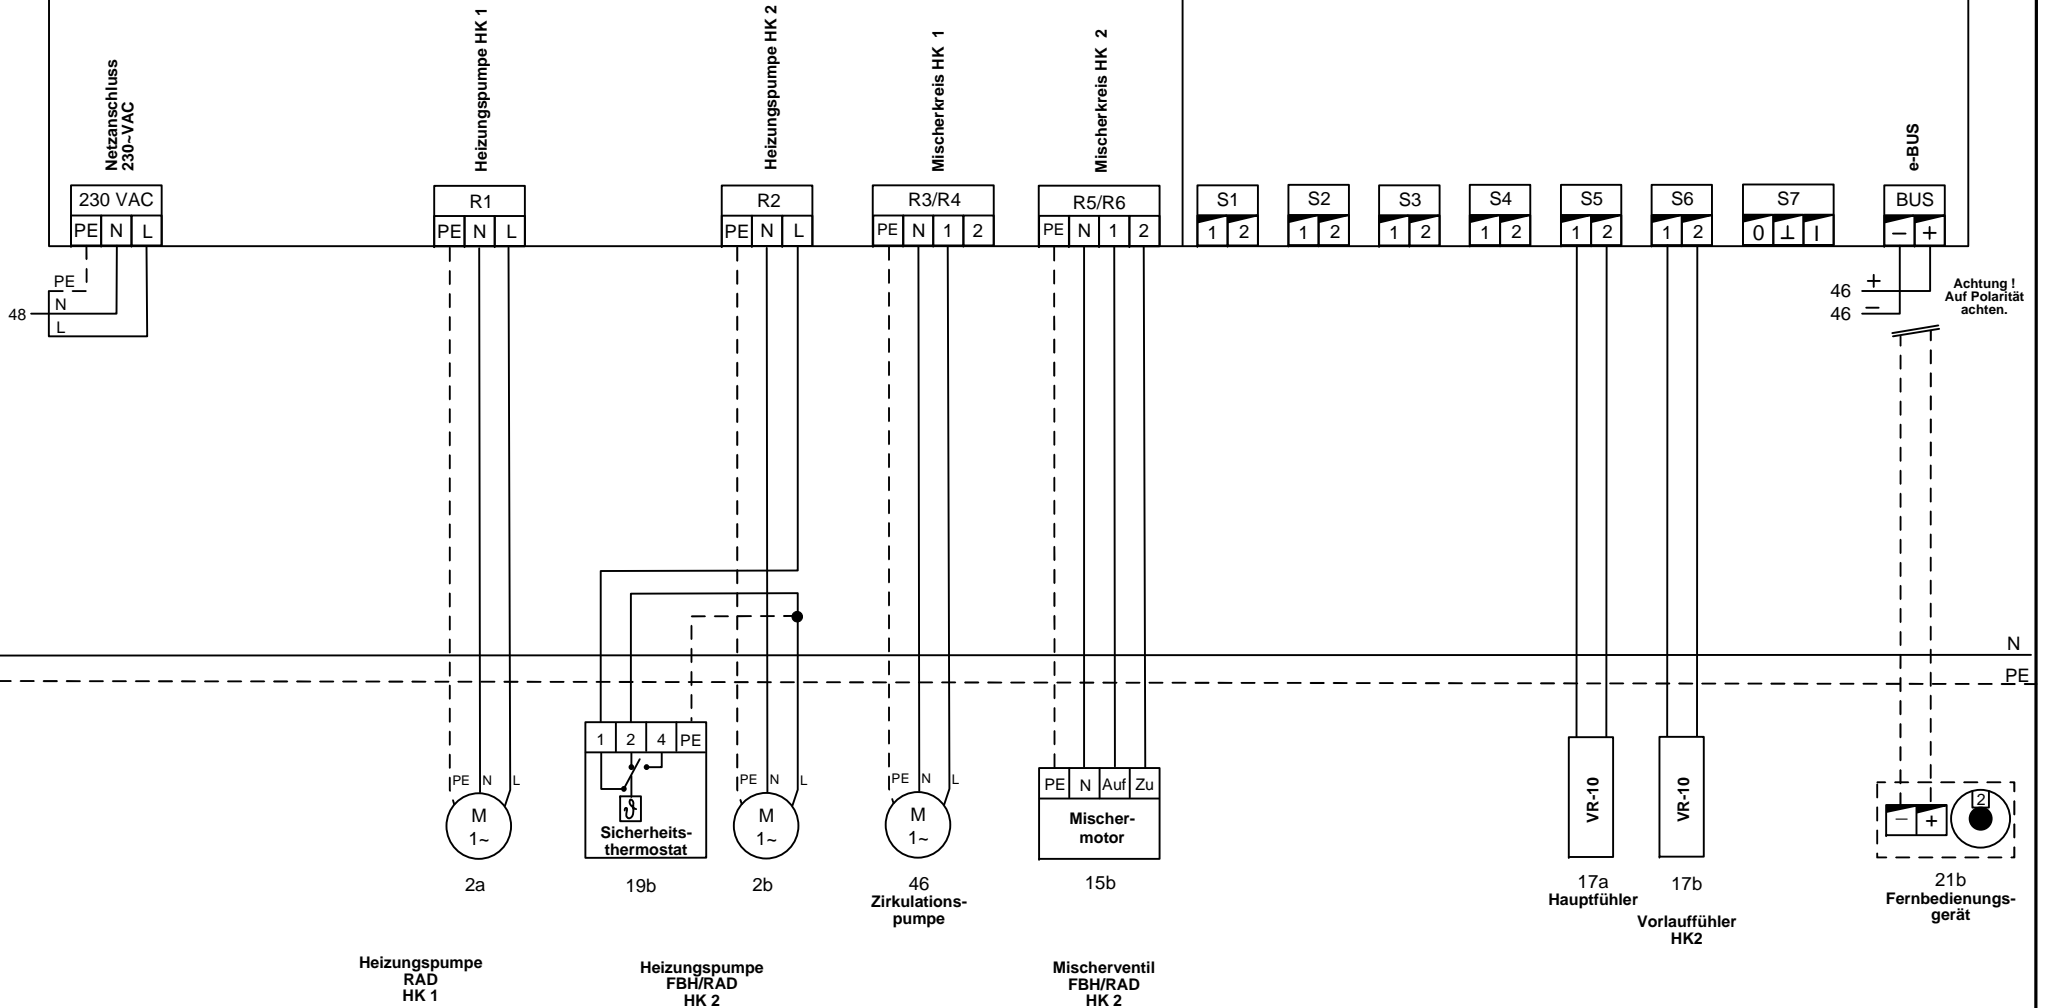 Netzanschluss
230~VAC
Heizungspumpe HK 1
Heizungspumpe HK 2
Mischerkreis HK 1
Mischerkreis HK 2
e-BUS
230 VAC
PE N L
R1
PE N L
R2
PE N L
R3/R4
PE N 1 2
R5/R6
PE N 1 2
S1
1 2
S2
1 2
S3
1 2
S4
1 2
S5
1 2
S6
1 2
S7
0 ⊥ I
BUS
− +
PE
N
48
L
46 +
46 −
Achtung !
Auf Polarität
achten.
N
PE
1 2 4 PE
ϑ
Sicherheits-
thermostat
19b
PE N L
M
1~
2a
PE N L
M
1~
2b
PE N L
M
1~
46
Zirkulations-
pumpe
PE N Auf Zu
Mischer-
motor
15b
VR-10
17a
Hauptfühler
VR-10
17b
Vorlauffühler
HK2
− +
2
21b
Fernbedienungs-
gerät
Heizungspumpe
RAD
HK 1
Heizungspumpe
FBH/RAD
HK 2
Mischerventil
FBH/RAD
HK 2